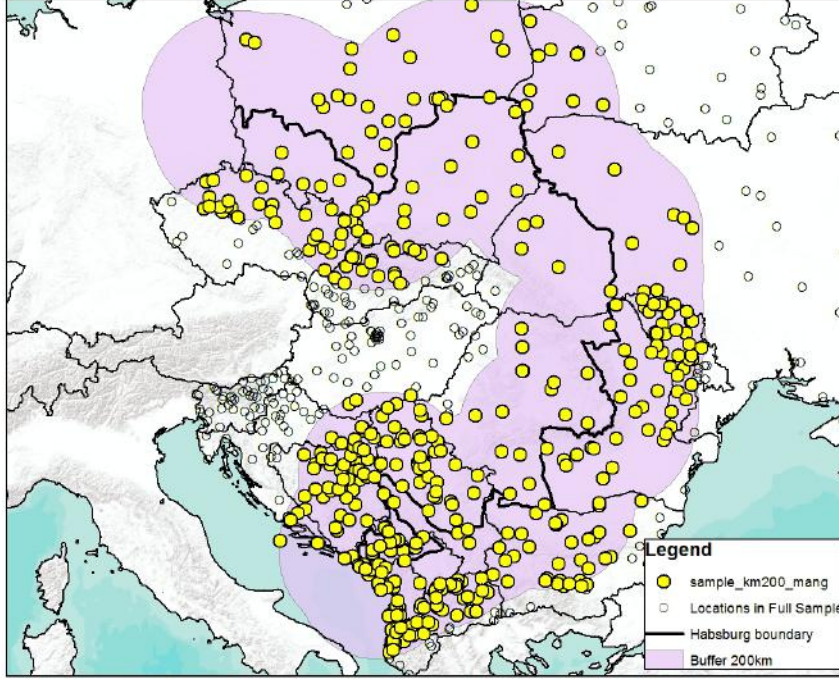 Legend
sample_km200_mang
Locations in Full Sample
Habsburg boundary
Buffer 200km